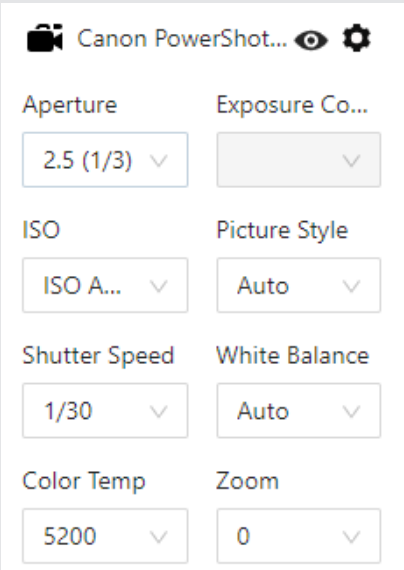 Canon PowerShot...
Aperture Exposure Co...
2.5 (1/3)
ISO Picture Style
ISO A... Auto
Shutter Speed White Balance
1/30 Auto
Color Temp Zoom
5200 0